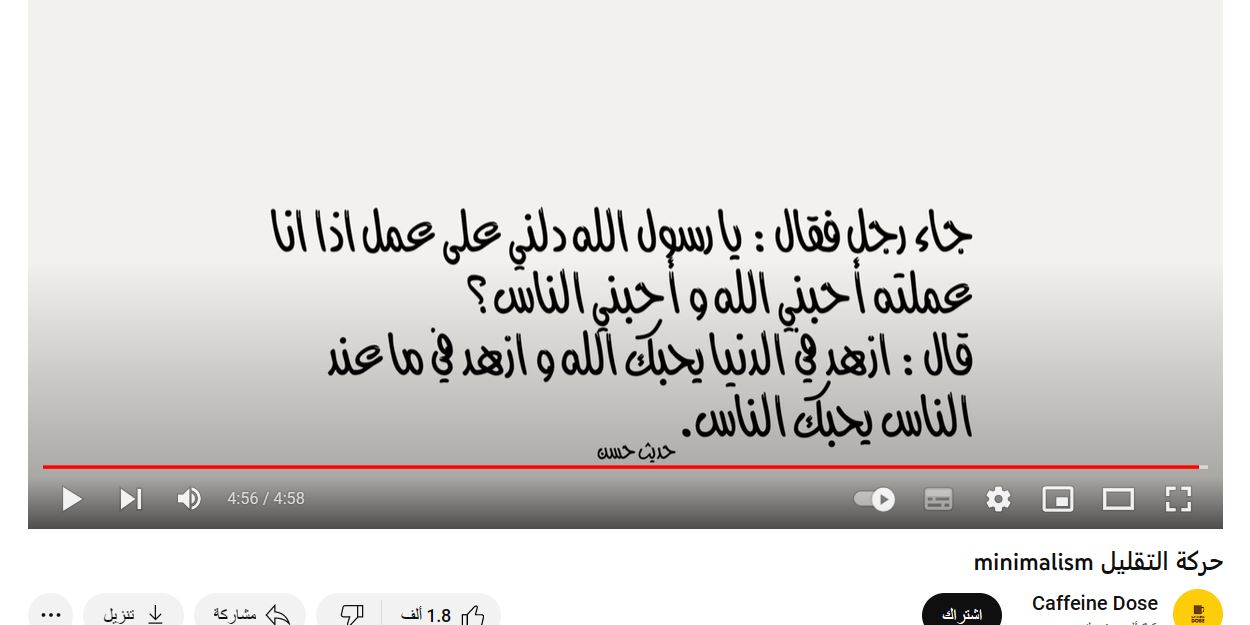 جاء رجل فقال : يا رسول الله دلني على عمل اذا انا
عملته أحبني الله و أحبني الناس ؟
قال : ازهد في الدنيا يحبك الله و ازهد في ما عند
الناس يحبك الناس.
حديث حسن
4:56 / 4:58
حركة التقليل minimalism
Caffeine Dose
اشتراك
1.8 ألف
مشاركة
تنزيل